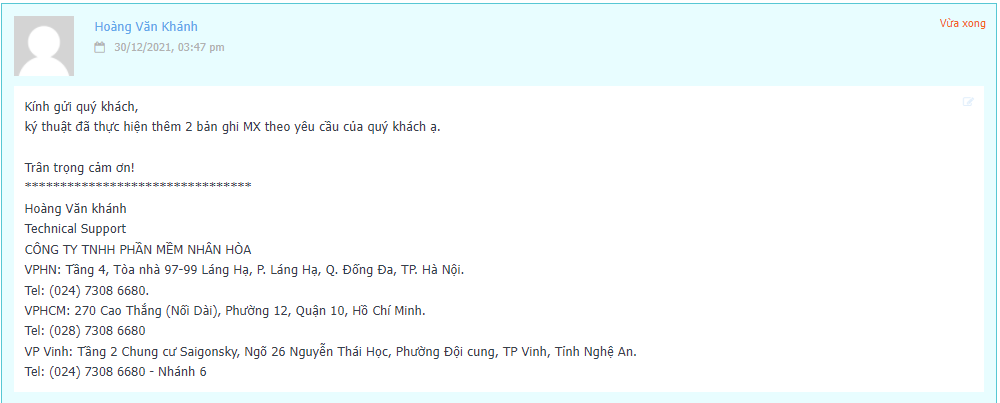 Hoàng Văn Khánh
Vừa xong
30/12/2021, 03:47 pm
Kính gửi quý khách,
ký thuật đã thực hiện thêm 2 bản ghi MX theo yêu cầu của quý khách ạ.
Trân trọng cảm ơn!
********************************
Hoàng Văn khánh
Technical Support
CÔNG TY TNHH PHẦN MỀM NHÂN HÒA
VPHN: Tầng 4, Tòa nhà 97-99 Láng Hạ, P. Láng Hạ, Q. Đống Đa, TP. Hà Nội.
Tel: (024) 7308 6680.
VPHCM: 270 Cao Thắng (Nối Dài), Phường 12, Quận 10, Hồ Chí Minh.
Tel: (028) 7308 6680
VP Vinh: Tầng 2 Chung cư Saigonsky, Ngõ 26 Nguyễn Thái Học, Phường Đội cung, TP Vinh, Tỉnh Nghệ An.
Tel: (024) 7308 6680 - Nhánh 6